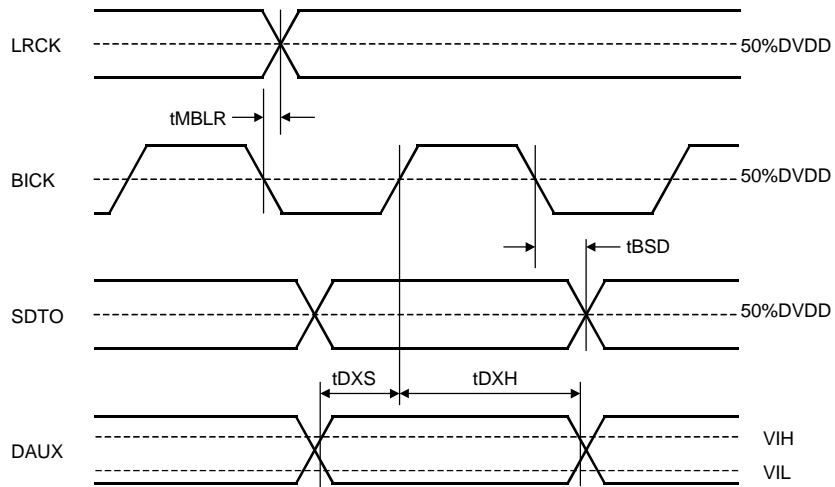 LRCK
50%DVDD
tMBLR
BICK
50%DVDD
tBSD
SDTO
50%DVDD
tDXS
tDXH
DAUX
VIH
VIL